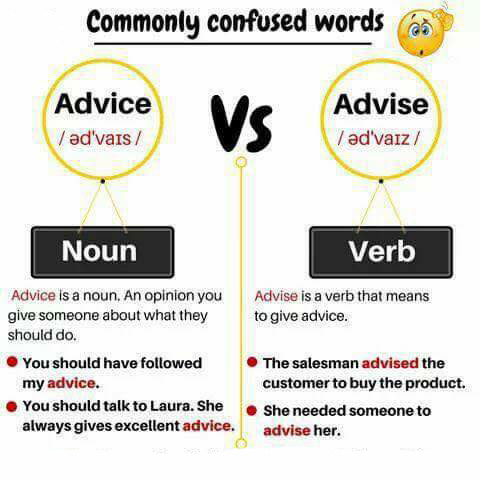 Commonly confused words
Advice
/ əd'vaɪs /
Vs
Advise
/ əd'vaɪz /
Noun
Advice is a noun. An opinion you
give someone about what they
should do.
You should have followed
my advice.
You should talk to Laura. She
always gives excellent advice.
Verb
Advise is a verb that means
to give advice.
The salesman advised the
customer to buy the product.
She needed someone to
advise her.